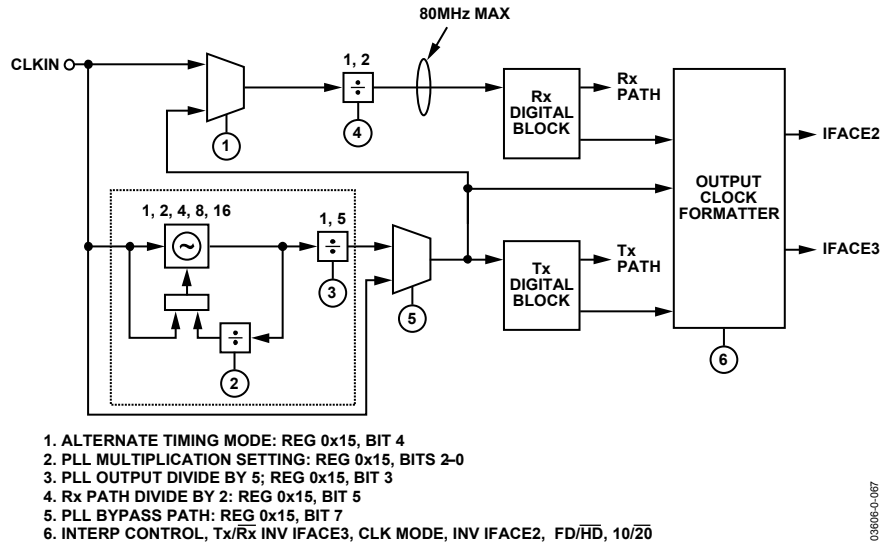 80MHz MAX
CLKIN
1, 2
÷
4
1
Rx
DIGITAL
BLOCK
Rx
PATH
IFACE2
OUTPUT
CLOCK
FORMATTER
1, 2, 4, 8, 16
~
1, 5
÷
3
÷
2
5
Tx
DIGITAL
BLOCK
Tx
PATH
IFACE3
6
1. ALTERNATE TIMING MODE: REG 0x15, BIT 4
2. PLL MULTIPLICATION SETTING: REG 0x15, BITS 2–0
3. PLL OUTPUT DIVIDE BY 5; REG 0x15, BIT 3
4. Rx PATH DIVIDE BY 2: REG 0x15, BIT 5
5. PLL BYPASS PATH: REG 0x15, BIT 7
6. INTERP CONTROL, Tx/R̅x̅ INV IFACE3, CLK MODE, INV IFACE2, FD/H̅D̅, 10/2̅0̅
03606-0-067